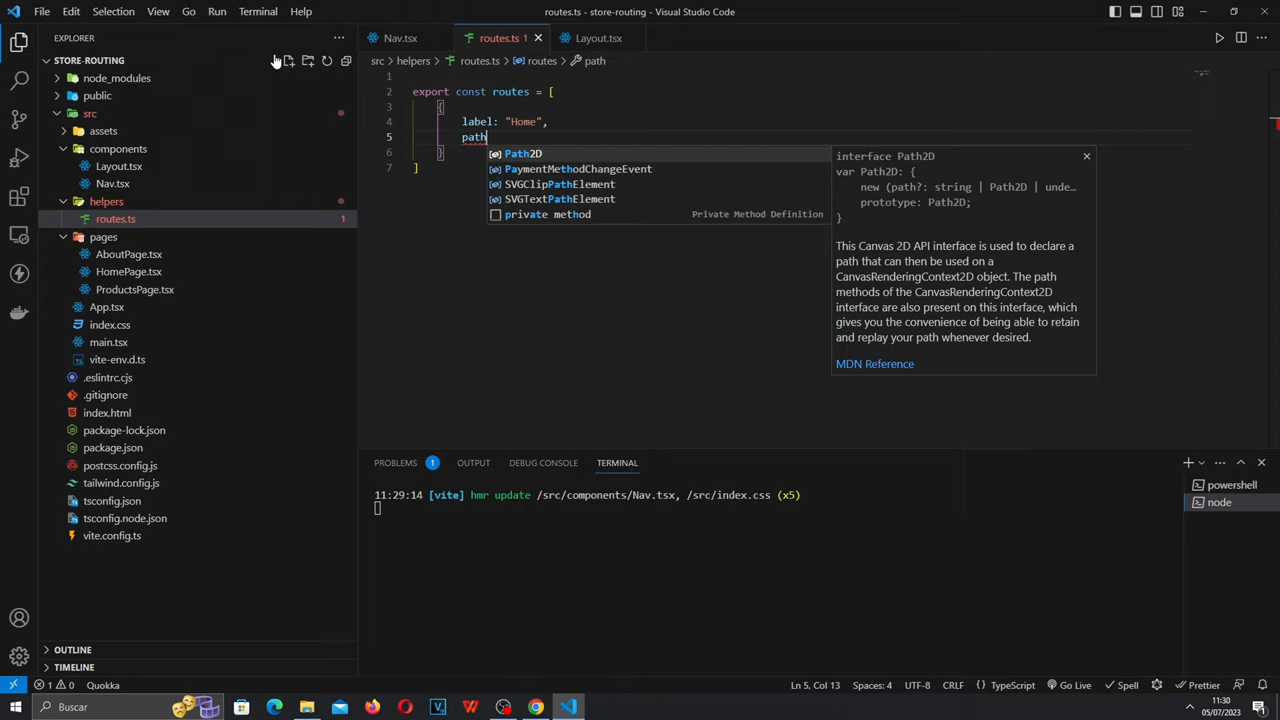 File Edit Selection View Go Run Terminal Help
routes.ts - store-routing - Visual Studio Code
EXPLORER
STORE-ROUTING
node_modules
public
src
assets
components
Layout.tsx
Nav.tsx
helpers
routes.ts 1
pages
AboutPage.tsx
HomePage.tsx
ProductsPage.tsx
App.tsx
index.css
main.tsx
vite-env.d.ts
.eslintrc.cjs
.gitignore
index.html
package-lock.json
package.json
postcss.config.js
tailwind.config.js
tsconfig.json
tsconfig.node.json
vite.config.ts
OUTLINE
TIMELINE
Nav.tsx routes.ts 1 Layout.tsx
src > helpers > routes.ts > routes > path
1
2 export const routes = [
3 {
4 label: "Home",
5 path
6 }
7 ]
Path2D
PaymentMethodChangeEvent
SVGClipPathElement
SVGTextPathElement
private method Private Method Definition
interface Path2D
var Path2D: {
new (path?: string | Path2D | unde…
prototype: Path2D;
}
This Canvas 2D API interface is used to declare a
path that can then be used on a
CanvasRenderingContext2D object. The path
methods of the CanvasRenderingContext2D
interface are also present on this interface, which
gives you the convenience of being able to retain
and replay your path whenever desired.
MDN Reference
PROBLEMS 1 OUTPUT DEBUG CONSOLE TERMINAL
11:29:14 [vite] hmr update /src/components/Nav.tsx, /src/index.css (x5)
powershell
node
1 0 Quokka
Ln 5, Col 13 Spaces: 4 UTF-8 CRLF {} TypeScript Go Live Spell Prettier
Buscar
11:30
05/07/2023
1